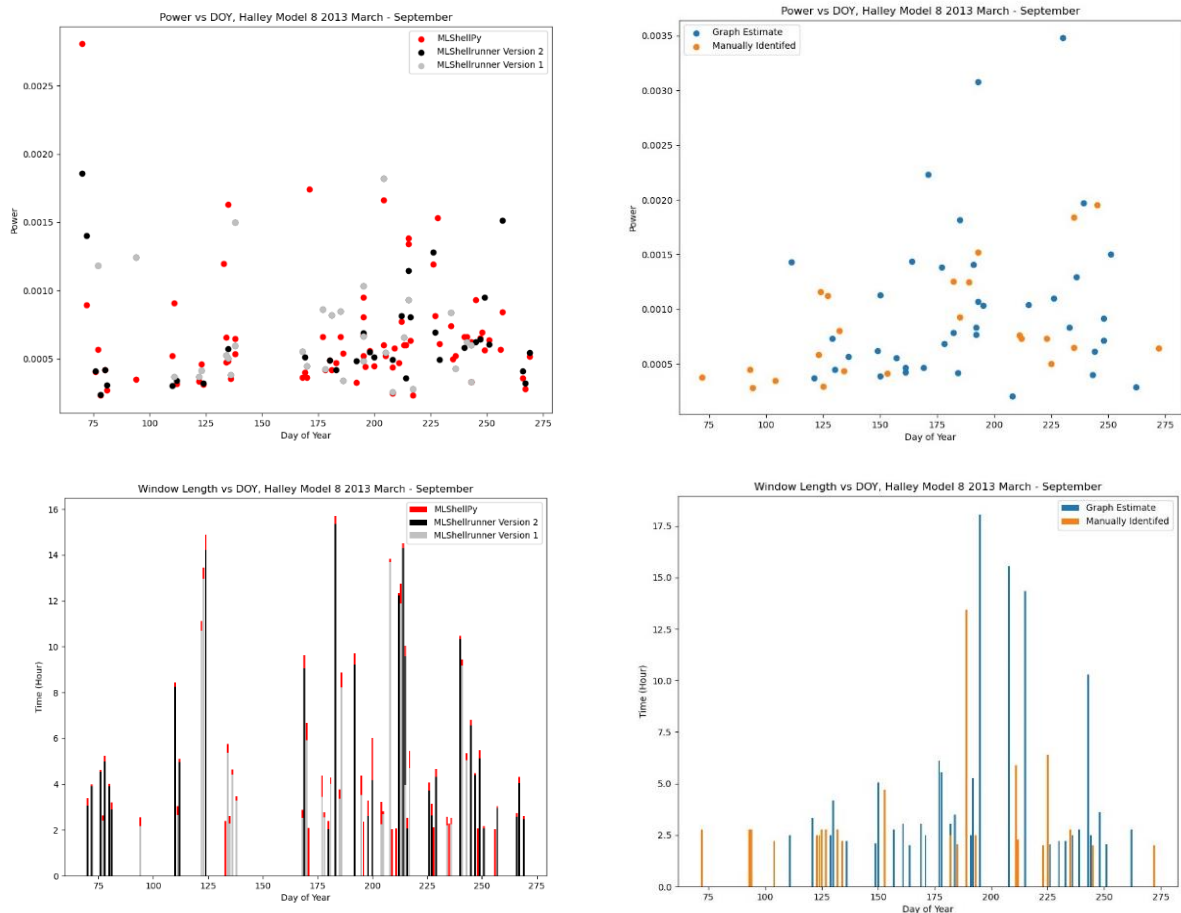 Power vs DOY, Halley Model 8 2013 March - September
MLShellPy
MLShellrunner Version 2
MLShellrunner Version 1
0.0025
0.0020
0.0015
0.0010
0.0005
Power
75 100 125 150 175 200 225 250 275
Day of Year
Power vs DOY, Halley Model 8 2013 March - September
Graph Estimate
Manually Identifed
0.0035
0.0030
0.0025
0.0020
0.0015
0.0010
0.0005
Power
75 100 125 150 175 200 225 250 275
Day of Year
Window Length vs DOY, Halley Model 8 2013 March - September
MLShellPy
MLShellrunner Version 2
MLShellrunner Version 1
16
14
12
10
8
6
4
2
0
Time (Hour)
75 100 125 150 175 200 225 250 275
Day of Year
Window Length vs DOY, Halley Model 8 2013 March - September
Graph Estimate
Manually Identifed
17.5
15.0
12.5
10.0
7.5
5.0
2.5
0.0
Time (Hour)
75 100 125 150 175 200 225 250 275
Day of Year